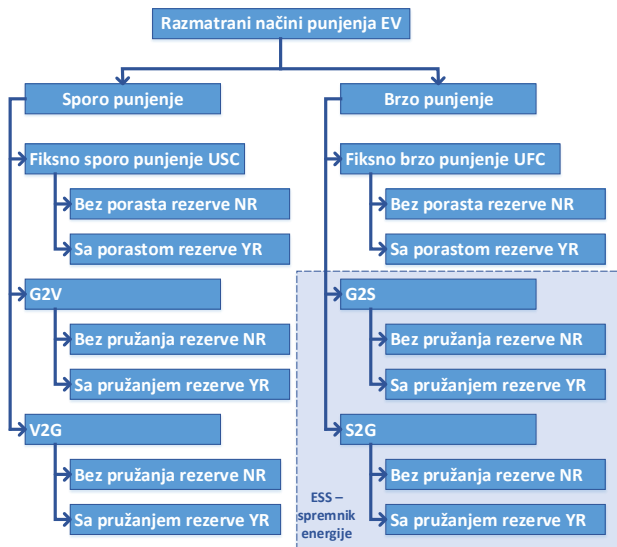 Razmatrani načini punjenja EV
Sporo punjenje
Fiksno sporo punjenje USC
Bez porasta rezerve NR
Sa porastom rezerve YR
G2V
Bez pružanja rezerve NR
Sa pružanjem rezerve YR
V2G
Bez pružanja rezerve NR
Sa pružanjem rezerve YR
Brzo punjenje
Fiksno brzo punjenje UFC
Bez porasta rezerve NR
Sa porastom rezerve YR
G2S
Bez pružanja rezerve NR
Sa pružanjem rezerve YR
S2G
Bez pružanja rezerve NR
Sa pružanjem rezerve YR
ESS –
spremnik
energije